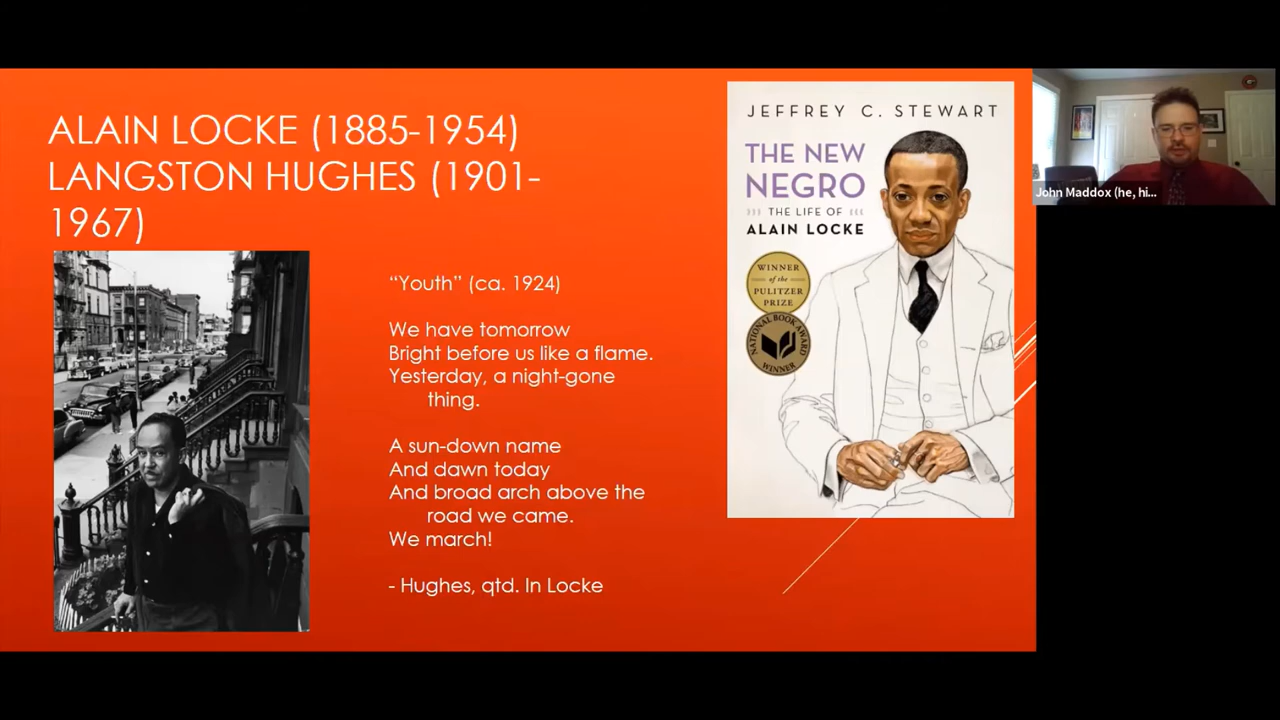 ALAIN LOCKE (1885-1954)
LANGSTON HUGHES (1901-
1967)
“Youth” (ca. 1924)
We have tomorrow
Bright before us like a flame.
Yesterday, a night-gone
thing.
A sun-down name
And dawn today
And broad arch above the
road we came.
We march!
- Hughes, qtd. In Locke
JEFFREY C. STEWART
THE NEW
NEGRO
THE LIFE OF
ALAIN LOCKE
WINNER
of the
PULITZER
PRIZE
NATIONAL BOOK AWARD
WINNER
John Maddox (he, hi...